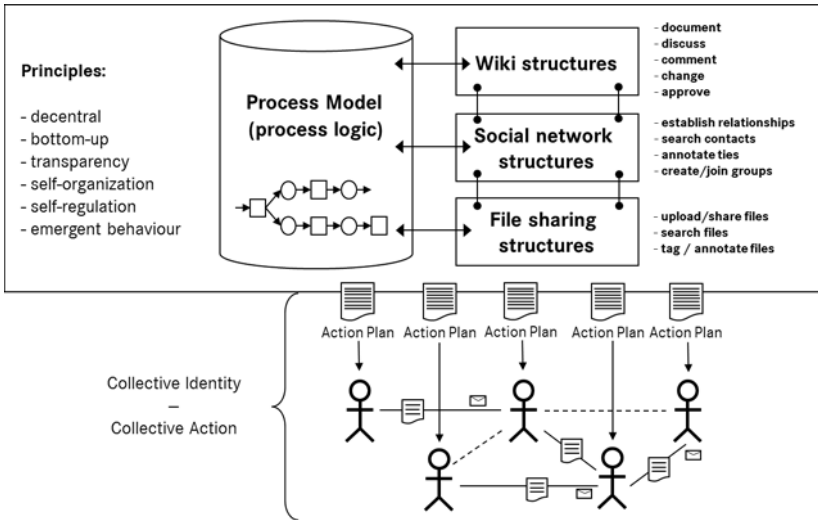 Principles:
- decentral
- bottom-up
- transparency
- self-organization
- self-regulation
- emergent behaviour
Process Model
(process logic)
Wiki structures
- document
- discuss
- comment
- change
- approve
Social network
structures
- establish relationships
- search contacts
- annotate ties
- create/join groups
File sharing
structures
- upload/share files
- search files
- tag / annotate files
Action Plan
Action Plan
Action Plan
Action Plan
Action Plan
Collective Identity
–
Collective Action